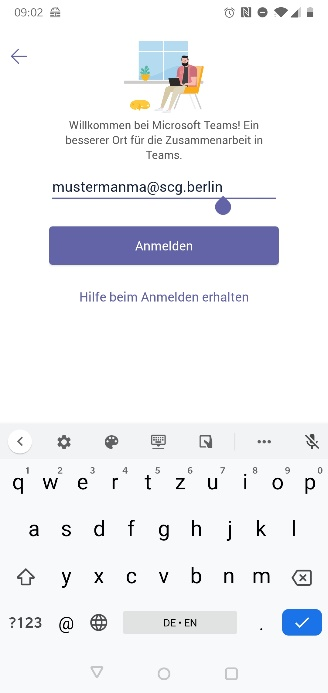 09:02
Willkommen bei Microsoft Teams! Ein
besserer Ort für die Zusammenarbeit in
Teams.
mustermanma@scg.berlin
Anmelden
Hilfe beim Anmelden erhalten
1 2 3 4 5 6 7 8 9 0
q w e r t z u i o p
a s d f g h j k l
y x c v b n m
?123 @ DE • EN .